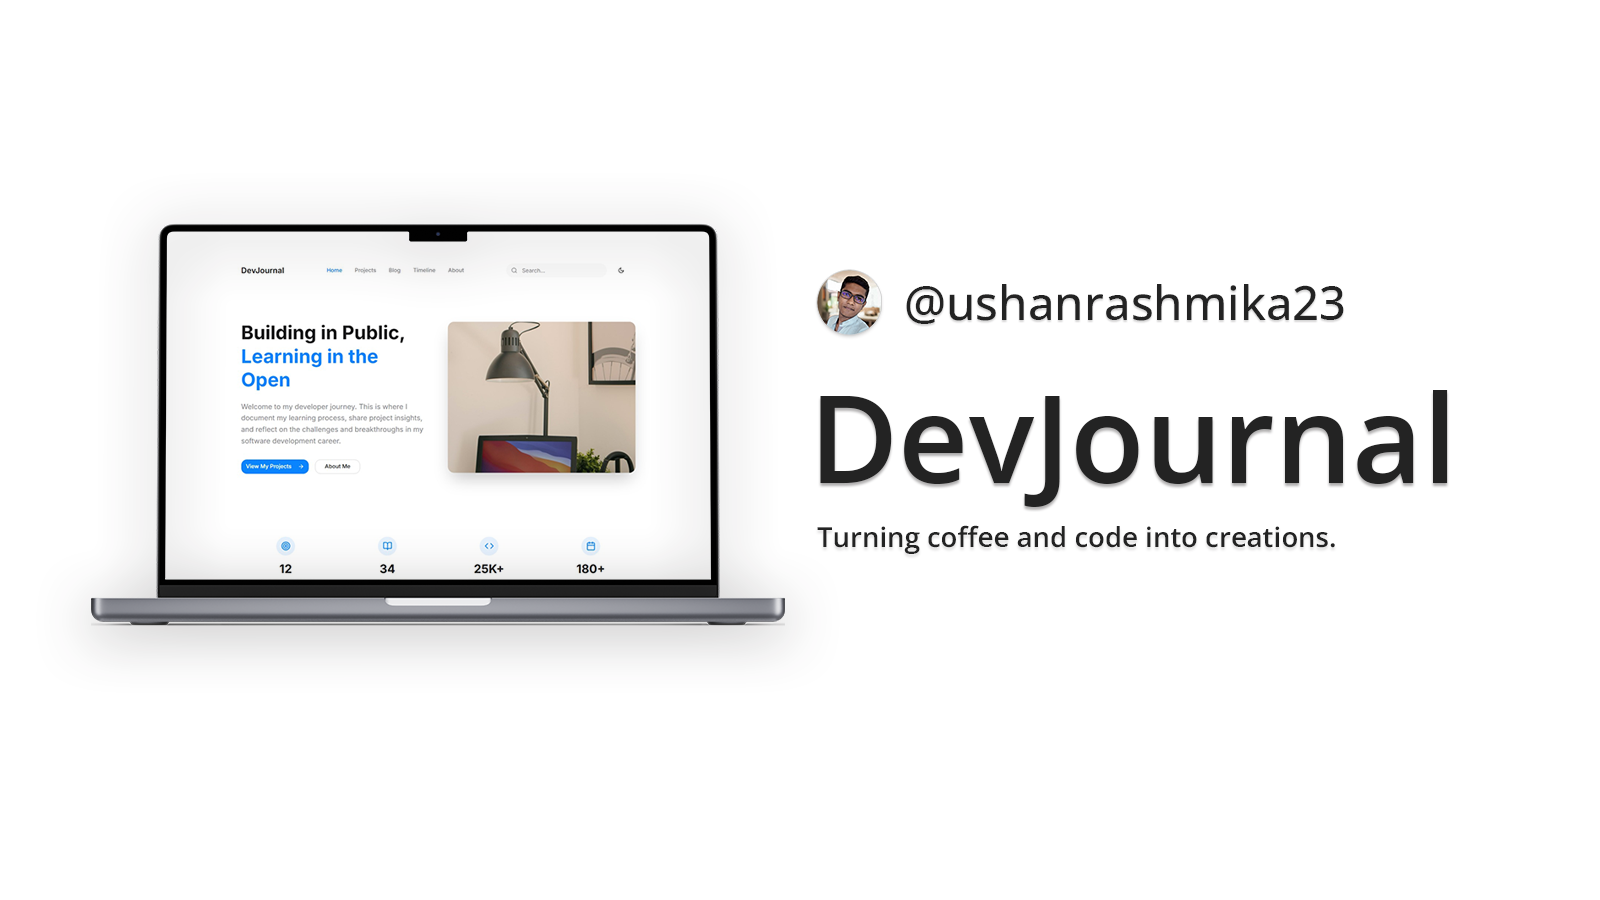 DevJournal
Home Projects Blog Timeline About
Search...
Building in Public,
Learning in the
Open
Welcome to my developer journey. This is where I
document my learning process, share project insights,
and reflect on the challenges and breakthroughs in my
software development career.
View My Projects → About Me
12 34 25K+ 180+
@ushanrashmika23
DevJournal
Turning coffee and code into creations.